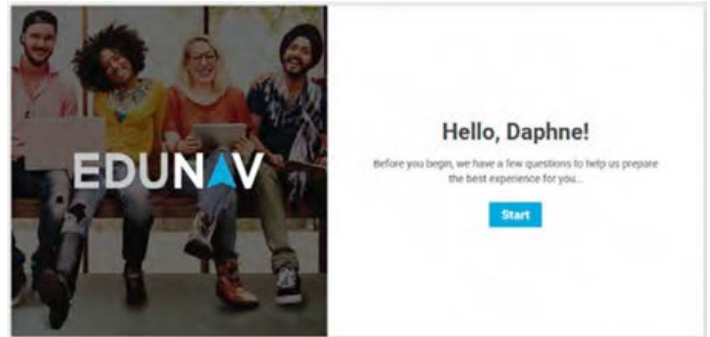 EDUNAV
Hello, Daphne!
Before you begin, we have a few questions to help us prepare
the best experience for you...
Start